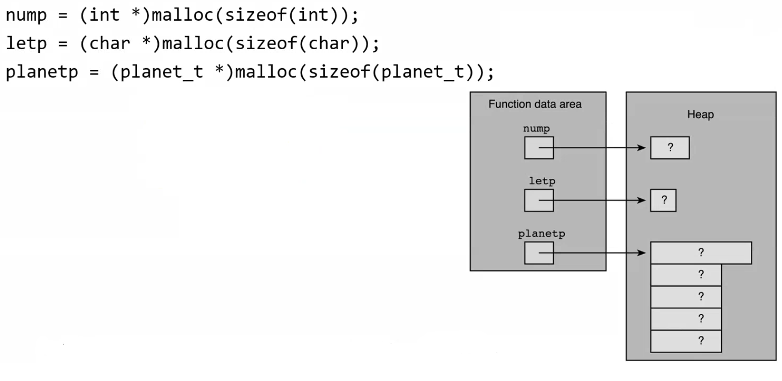 nump = (int *)malloc(sizeof(int));
letp = (char *)malloc(sizeof(char));
planetp = (planet_t *)malloc(sizeof(planet_t));
Function data area
Heap
nump
?
letp
?
planetp
?
?
?
?
?